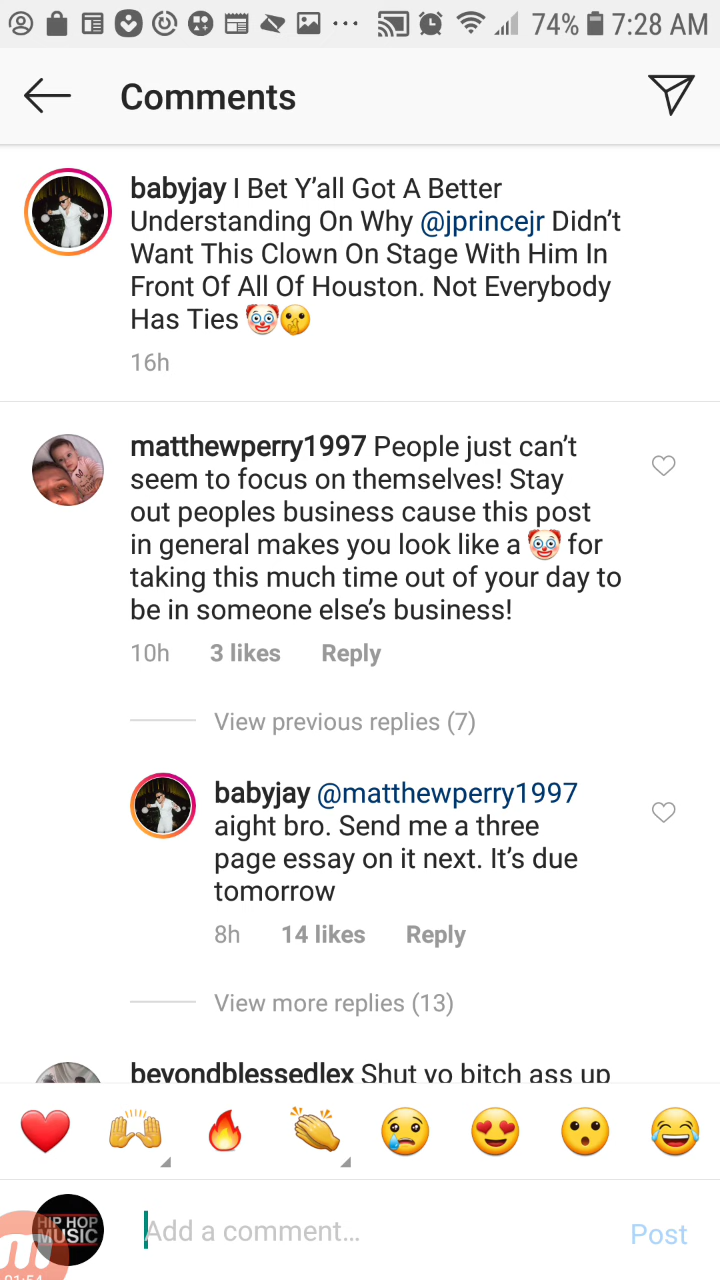 74% 7:28 AM
Comments
babyjay I Bet Y'all Got A Better
Understanding On Why @jprincejr Didn't
Want This Clown On Stage With Him In
Front Of All Of Houston. Not Everybody
Has Ties 🤡🤫
16h
matthewperry1997 People just can't
seem to focus on themselves! Stay
out peoples business cause this post
in general makes you look like a 🤡 for
taking this much time out of your day to
be in someone else's business!
10h 3 likes Reply
View previous replies (7)
babyjay @matthewperry1997
aight bro. Send me a three
page essay on it next. It's due
tomorrow
8h 14 likes Reply
View more replies (13)
beyondblessedlex Shut yo bitch ass up
HIP HOP
MUSIC
Add a comment...
Post
m
01:54